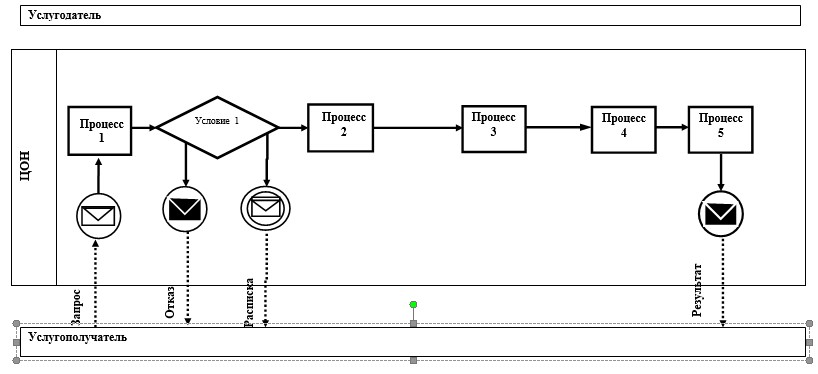 Услугодатель
ЦОН
Процесс
1
Условие 1
Процесс
2
Процесс
3
Процесс
4
Процесс
5
Запрос
Отказ
Расписка
Результат
Услугополучатель